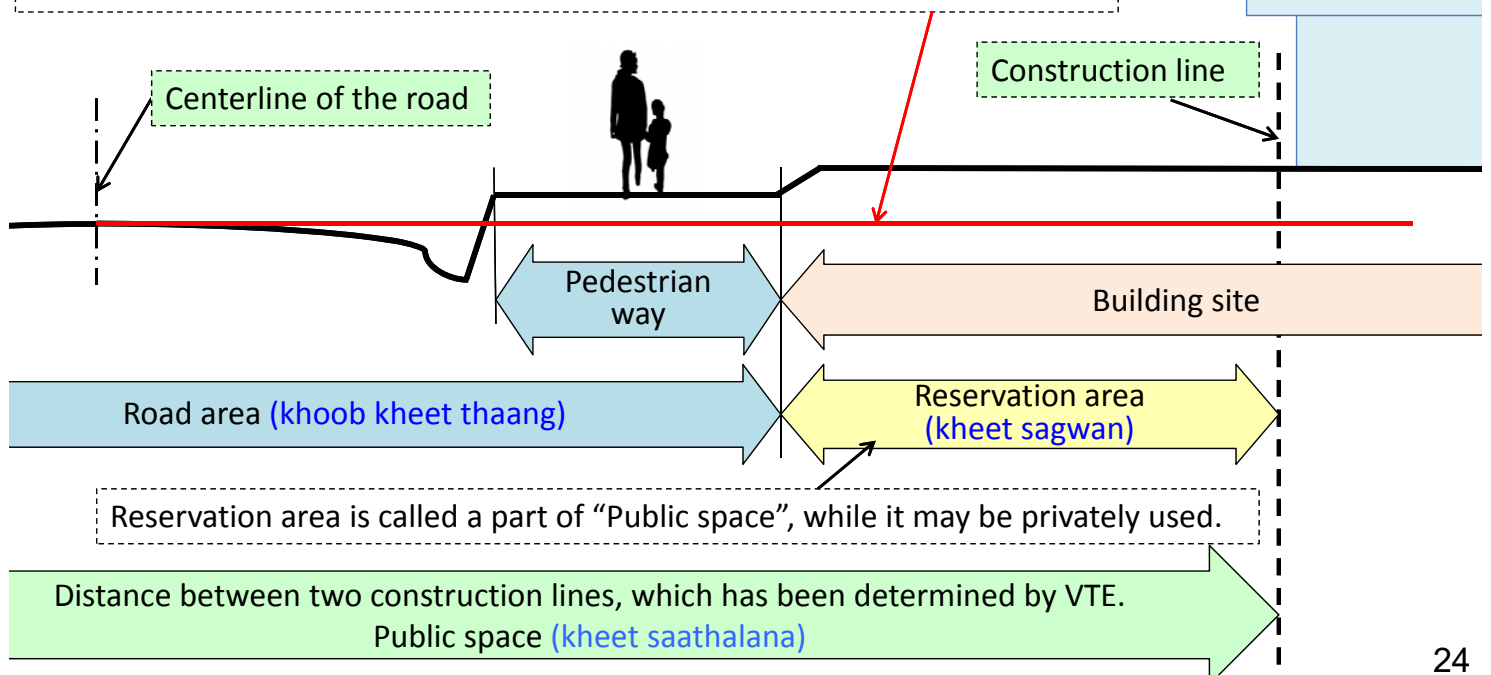 Centerline of the road
Construction line
Pedestrian
way
Building site
Road area (khoob kheet thaang)
Reservation area
(kheet sagwan)
Reservation area is called a part of “Public space”, while it may be privately used.
Distance between two construction lines, which has been determined by VTE.
Public space (kheet saathalana)
24